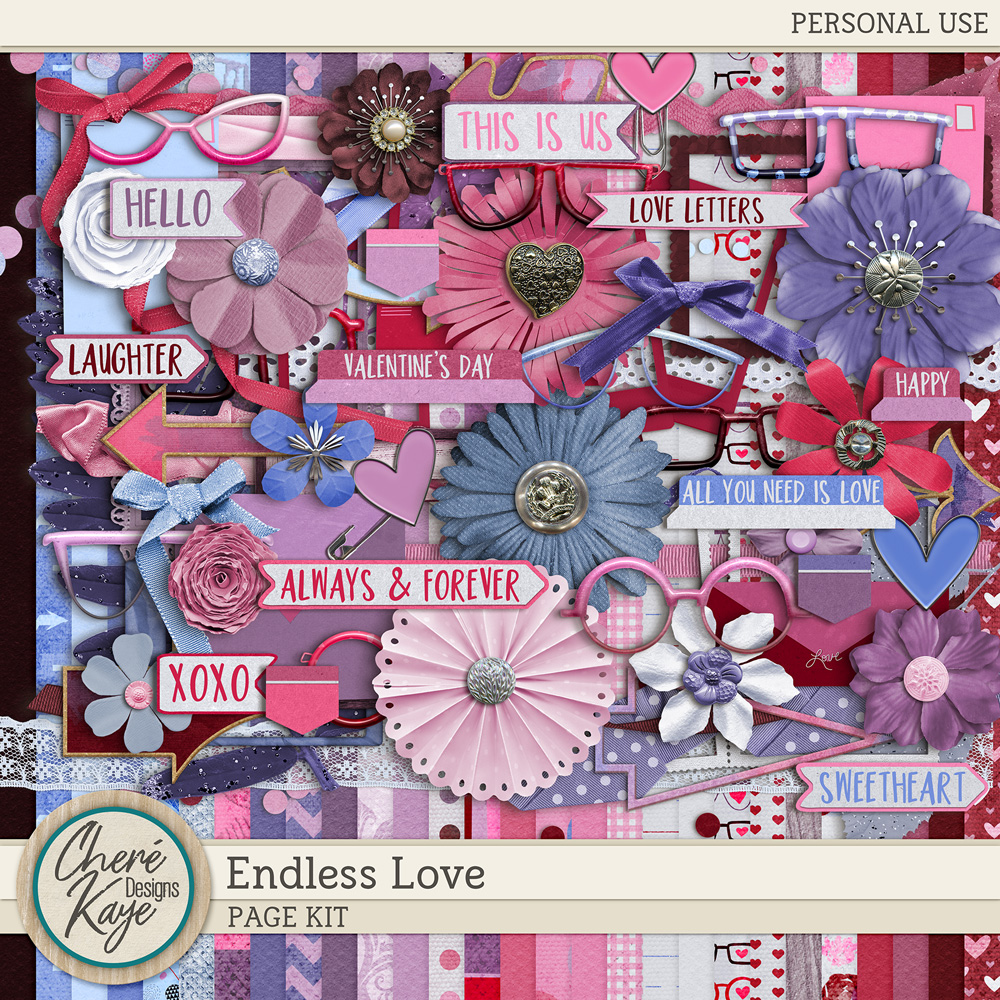 PERSONAL USE
THIS IS US
HELLO
LOVE LETTERS
LAUGHTER
VALENTINE'S DAY
HAPPY
ALL YOU NEED IS LOVE
ALWAYS & FOREVER
Love
XOXO
SWEETHEART
Cheré
Kaye
Designs
Endless Love
PAGE KIT